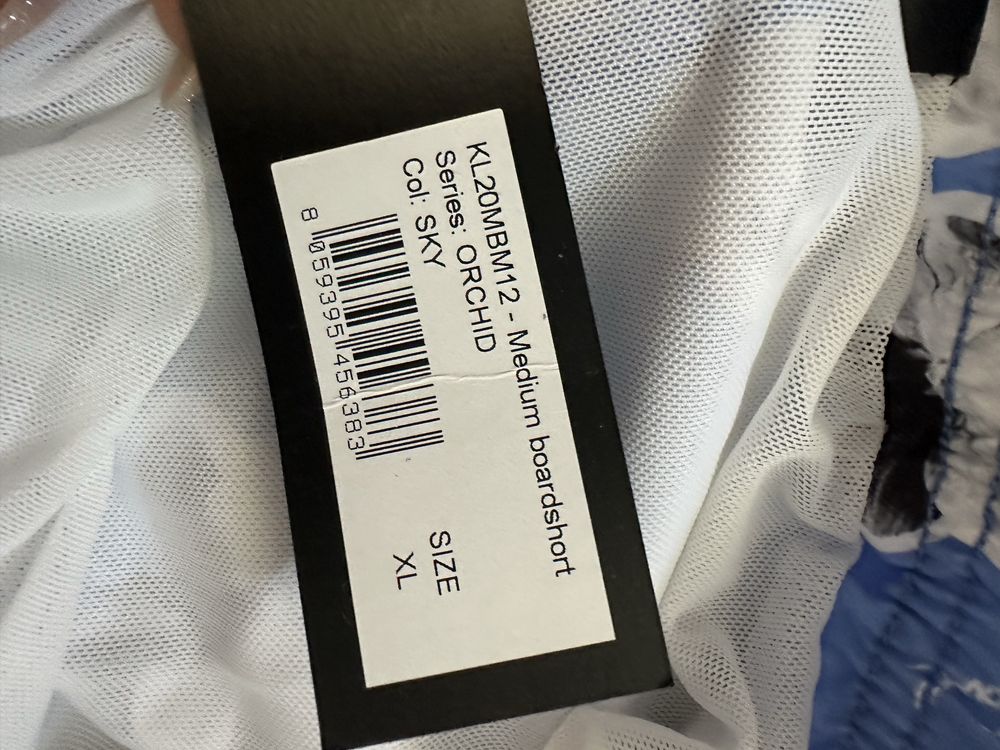 KL20MBM12 - Medium boardshort
Series: ORCHID
Col: SKY
8 059395 456383
SIZE
XL